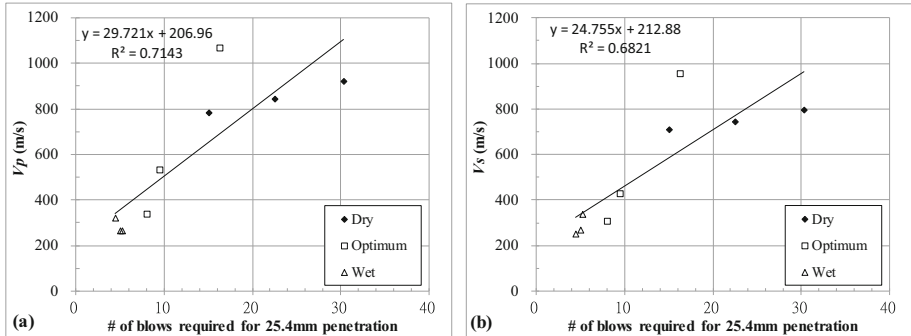 1200
1000
800
600
400
200
0
Vp (m/s)
y = 29.721x + 206.96
R² = 0.7143
Dry
Optimum
Wet
0 10 20 30 40
(a) # of blows required for 25.4mm penetration
1200
1000
800
600
400
200
0
Vs (m/s)
y = 24.755x + 212.88
R² = 0.6821
Dry
Optimum
Wet
0 10 20 30 40
(b) # of blows required for 25.4mm penetration